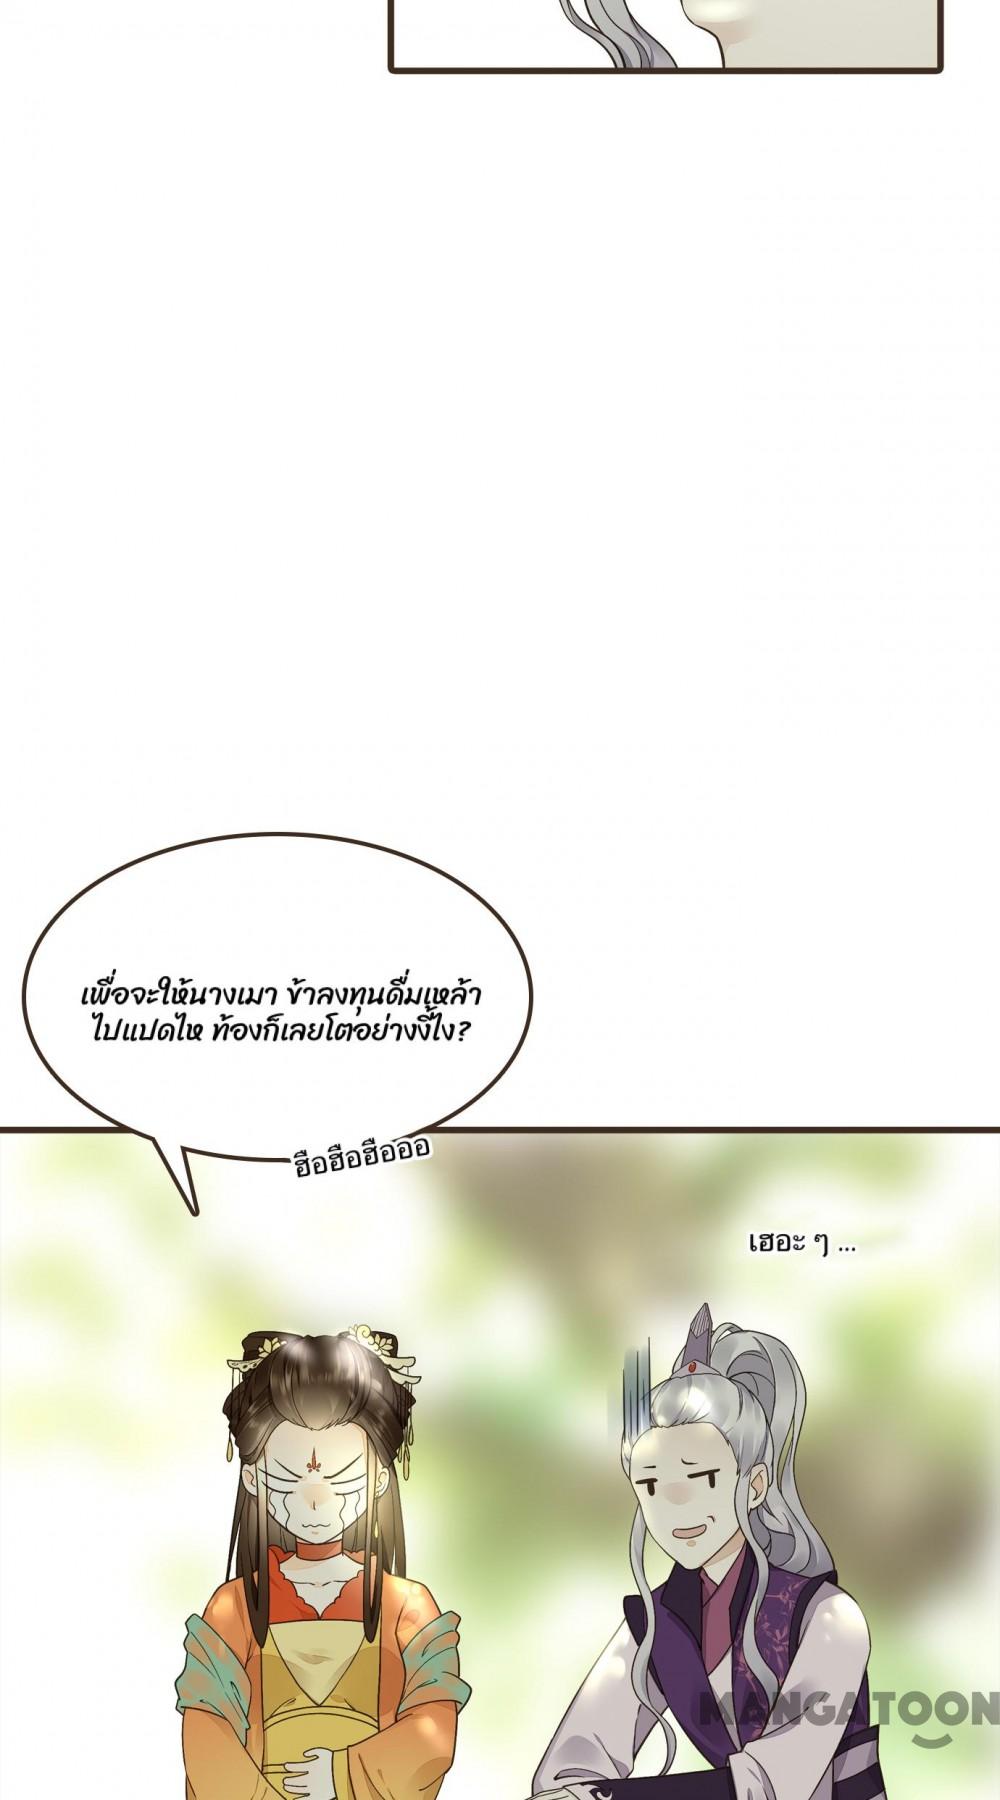 เพื่อจะให้นางเมา ข้าลงทุนดื่มเหล้า
ไปแปดไห ท้องก็เลยโตอย่างงี้ไง?
ฮือฮือฮือออ
เฮอะ ๆ ...
MANGATOON